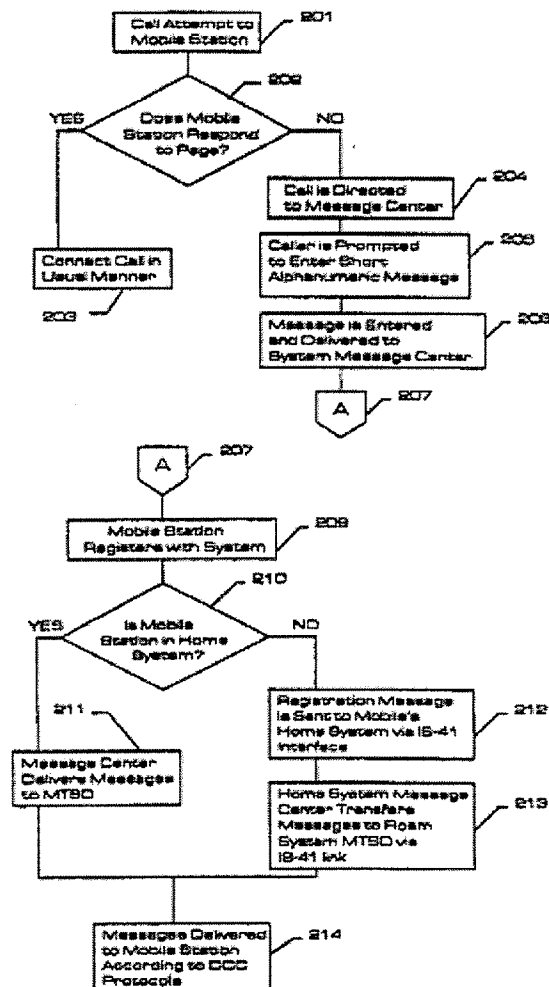 Call Attempt to
Mobile Station
201
202
Does Mobile
Station Respond
to Page?
YES
NO
Call is Directed
to Message Center
204
Connect Call in
Usual Manner
203
Caller is Prompted
to Enter Short
Alphanumeric Message
205
Message is Entered
and Delivered to
System Message Center
206
A
207
A
207
Mobile Station
Registers with System
209
210
Is Mobile
Station in Home
System?
YES
NO
211
Message Center
Delivers Messages
to MTSO
Registration Message
is Sent to Mobile's
Home System via IS-41
Interface
212
Home System Message
Center Transfers
Messages to Roam
System MTSO via
IS-41 link
213
Messages Delivered
to Mobile Station
According to DCC
Protocols
214